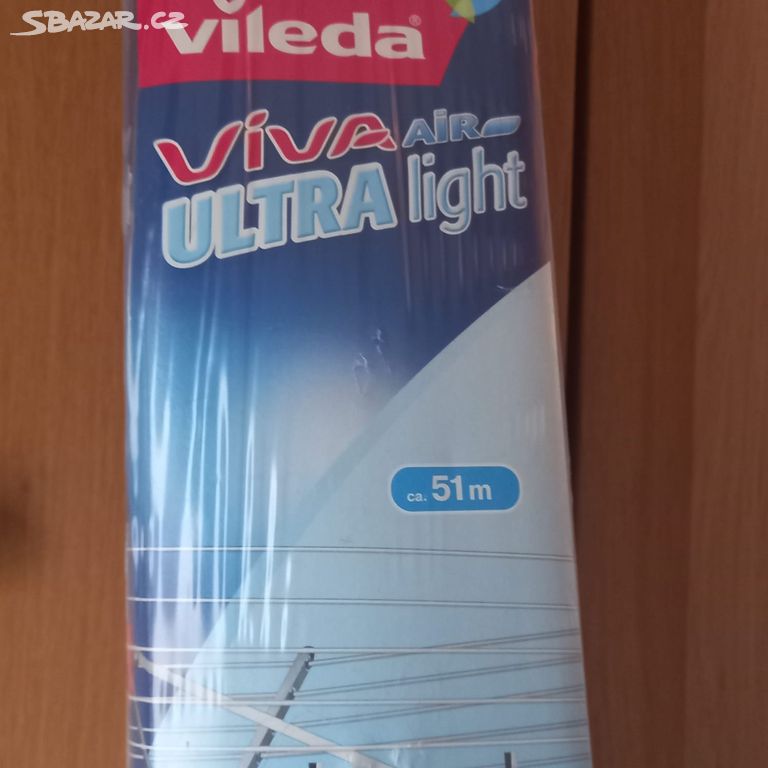 SBAZAR.CZ
vileda®
VIVA AIR
ULTRA light
ca. 51m